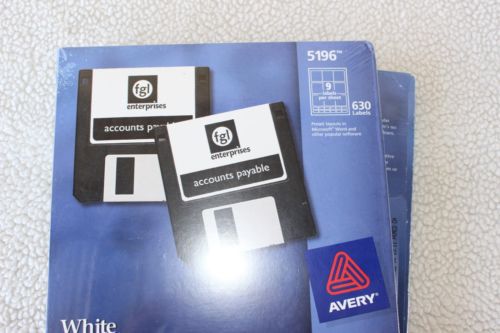 5196™
9
labels
per sheet
630
Labels
Preset layouts in
Microsoft® Word and
other popular software
fgl
enterprises
accounts payable
fgl
enterprises
accounts payable
AVERY®
White